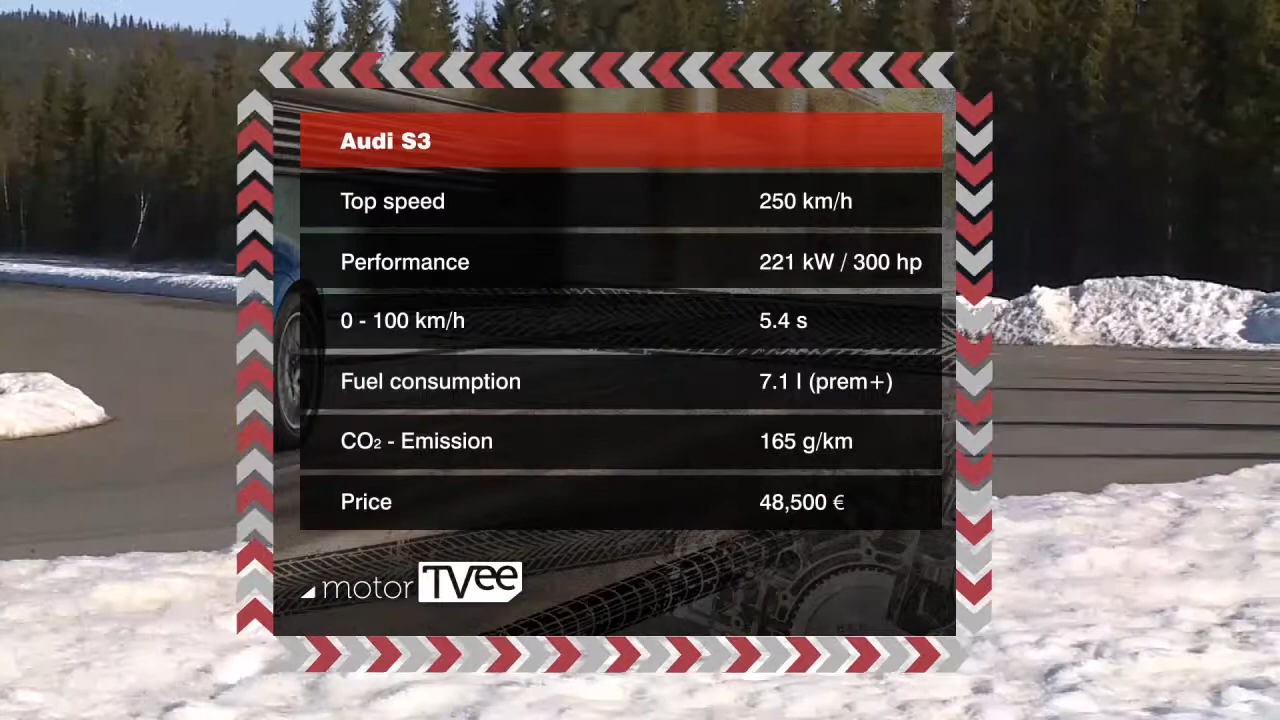 Audi S3
Top speed 250 km/h
Performance 221 kW / 300 hp
0 - 100 km/h 5.4 s
Fuel consumption 7.1 l (prem+)
CO₂ - Emission 165 g/km
Price 48,500 €
motor TVee